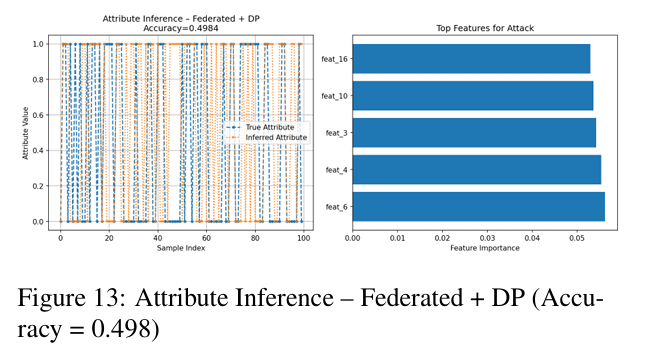 Attribute Inference – Federated + DP
Accuracy=0.4984
Attribute Value
1.0
0.8
0.6
0.4
0.2
0.0
True Attribute
Inferred Attribute
0
20
40
60
80
100
Sample Index
Top Features for Attack
feat_16
feat_10
feat_3
feat_4
feat_6
0.00
0.01
0.02
0.03
0.04
0.05
Feature Importance
Figure 13: Attribute Inference – Federated + DP (Accu-
racy = 0.498)